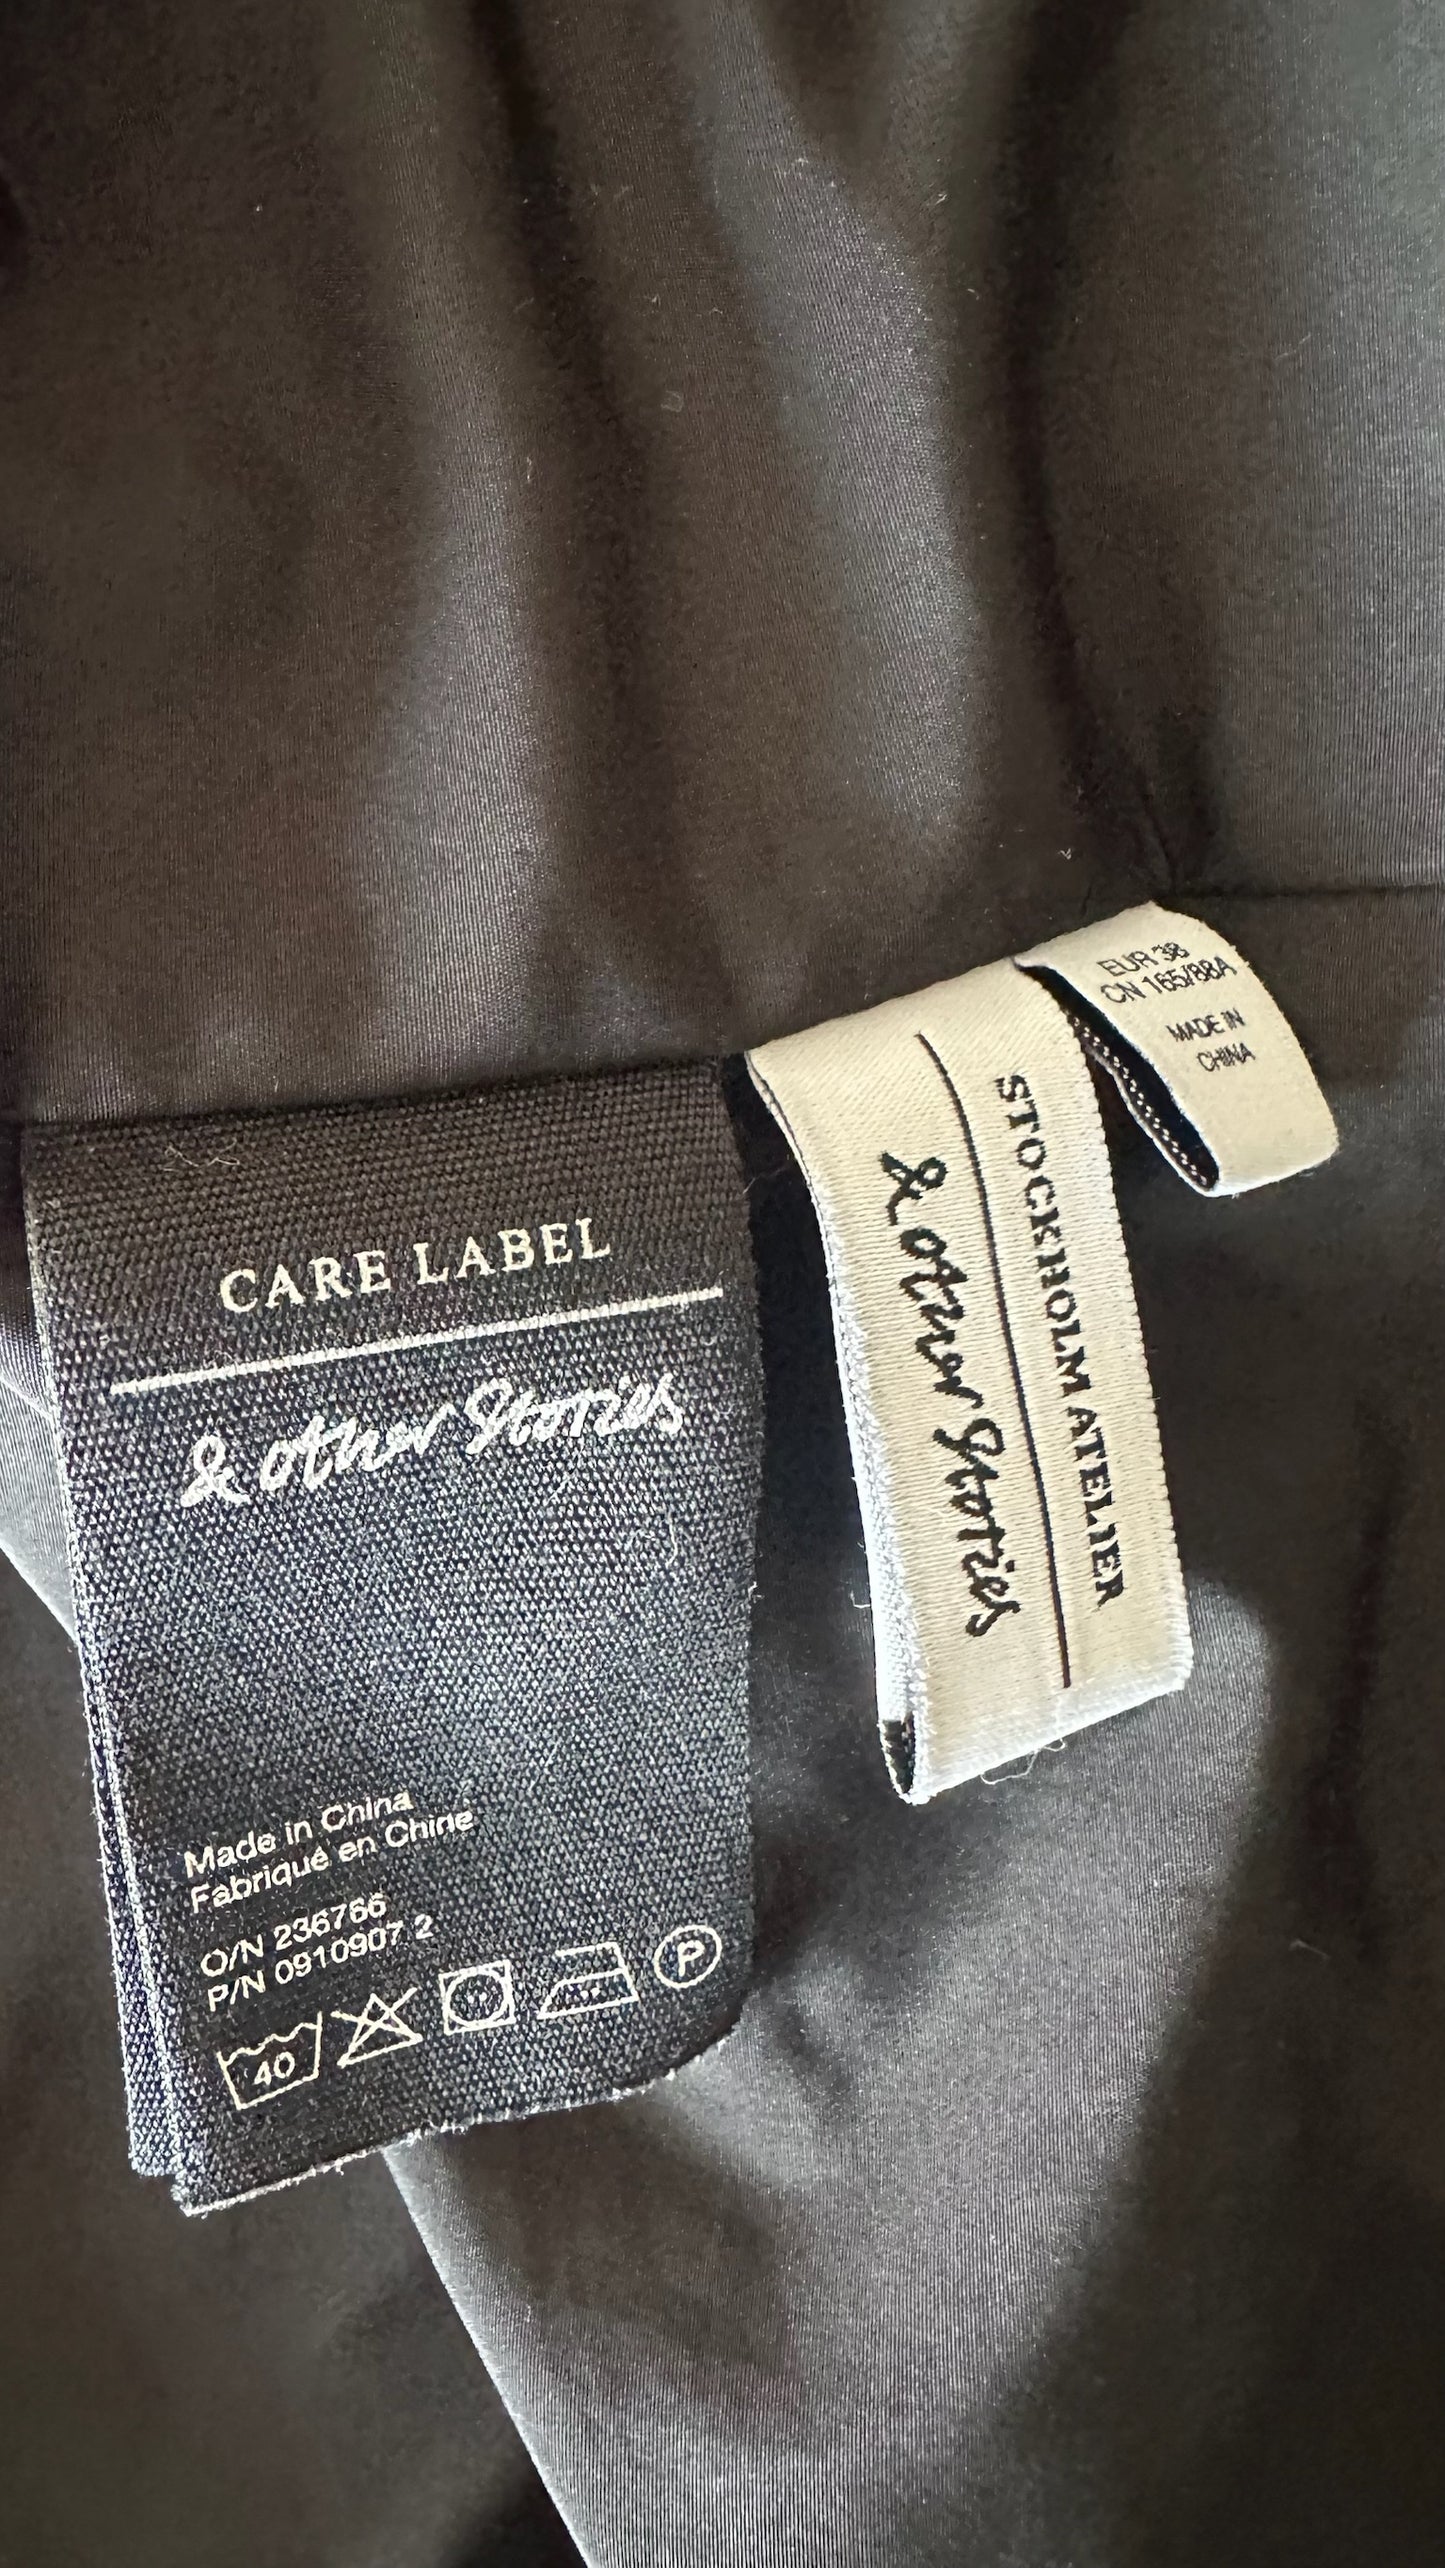 CARE LABEL
& other Stories
Made in China
Fabriqué en Chine
O/N 236766
P/N 0910907 2
40
P
STOCKHOLM ATELIER
& other Stories
EUR 38
CN 165/88A
MADE IN
CHINA